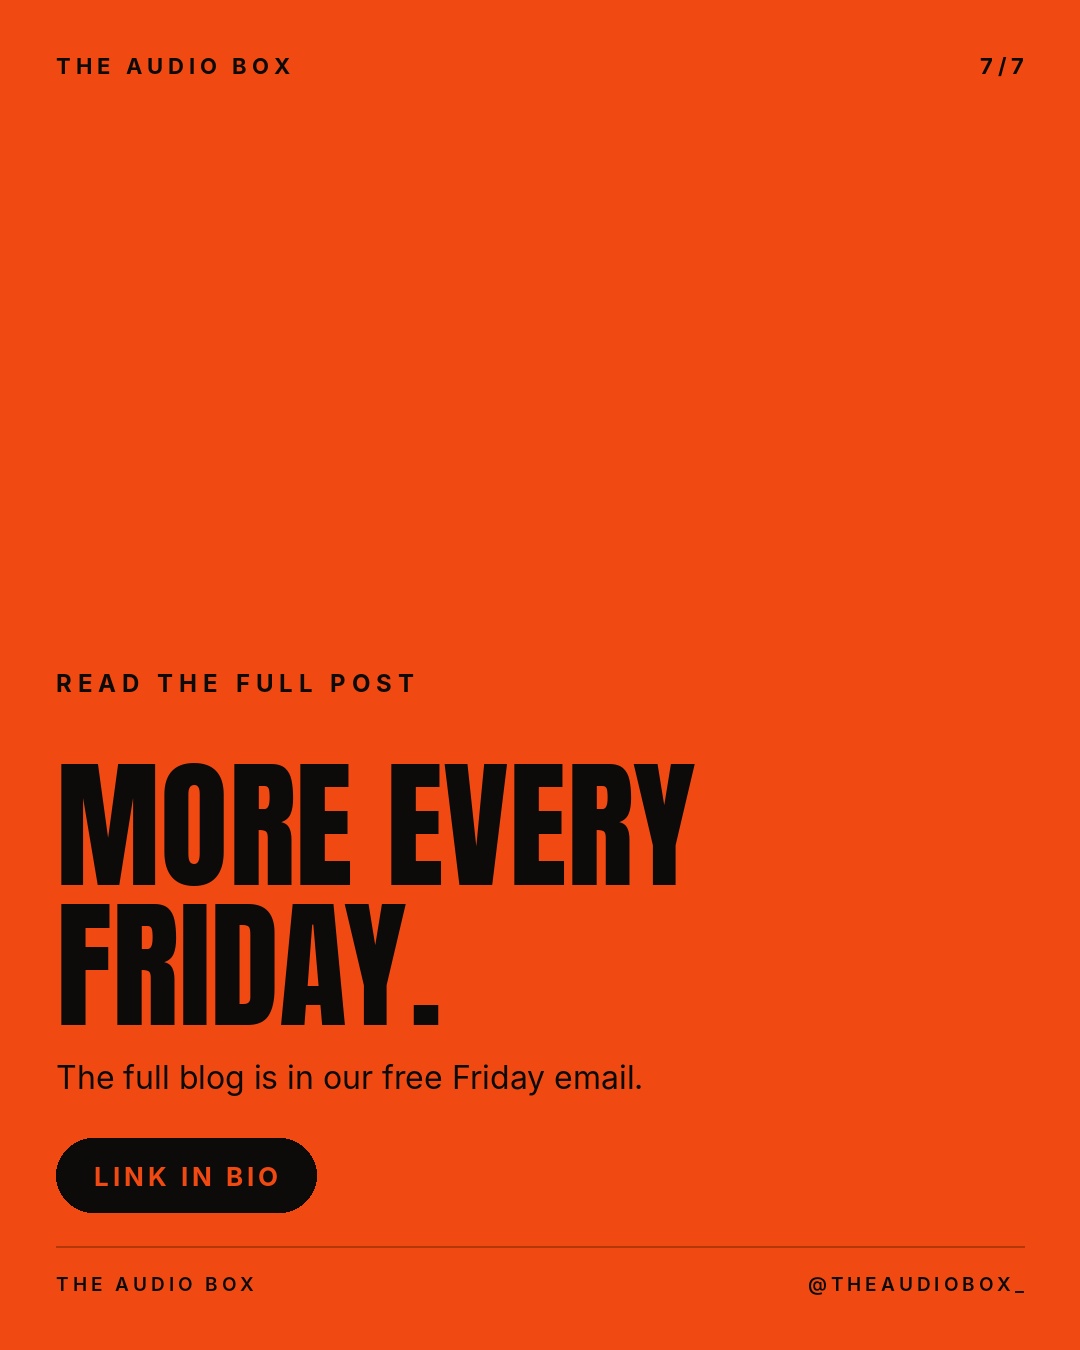 THE AUDIO BOX
7/7
READ THE FULL POST
MORE EVERY
FRIDAY.
The full blog is in our free Friday email.
LINK IN BIO
THE AUDIO BOX
@THEAUDIOBOX_